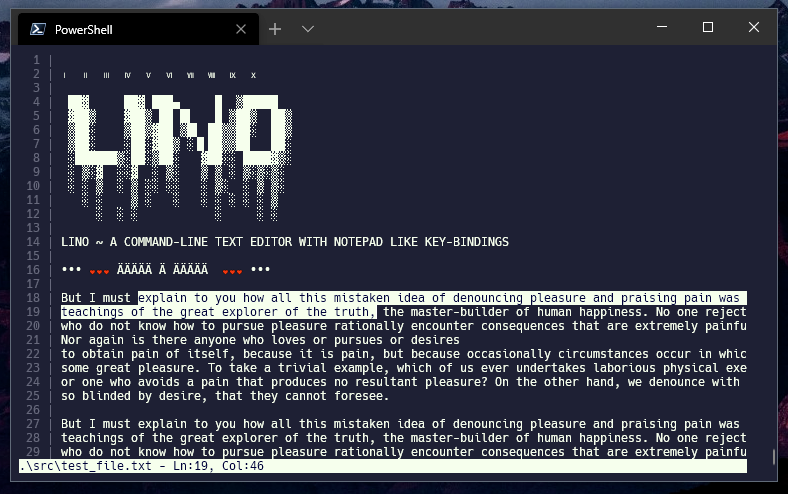 PowerShell
1
2 Ⅰ Ⅱ Ⅲ Ⅳ Ⅴ Ⅵ Ⅶ Ⅷ Ⅸ Ⅹ
3
4
5
6
7
8
9
10
11
12
LINO
13
14 LINO ~ A COMMAND-LINE TEXT EDITOR WITH NOTEPAD LIKE KEY-BINDINGS
15
16 ••• ♥♥♥ ÄÄÄÄÄ Ä ÄÄÄÄÄ ♥♥♥ •••
17
18 But I must explain to you how all this mistaken idea of denouncing pleasure and praising pain was
19 teachings of the great explorer of the truth, the master-builder of human happiness. No one reject
20 who do not know how to pursue pleasure rationally encounter consequences that are extremely painfu
21 Nor again is there anyone who loves or pursues or desires
22 to obtain pain of itself, because it is pain, but because occasionally circumstances occur in whic
23 some great pleasure. To take a trivial example, which of us ever undertakes laborious physical exe
24 or one who avoids a pain that produces no resultant pleasure? On the other hand, we denounce with
25 so blinded by desire, that they cannot foresee.
26
27 But I must explain to you how all this mistaken idea of denouncing pleasure and praising pain was
28 teachings of the great explorer of the truth, the master-builder of human happiness. No one reject
29 who do not know how to pursue pleasure rationally encounter consequences that are extremely painfu
.\src\test_file.txt - Ln:19, Col:46